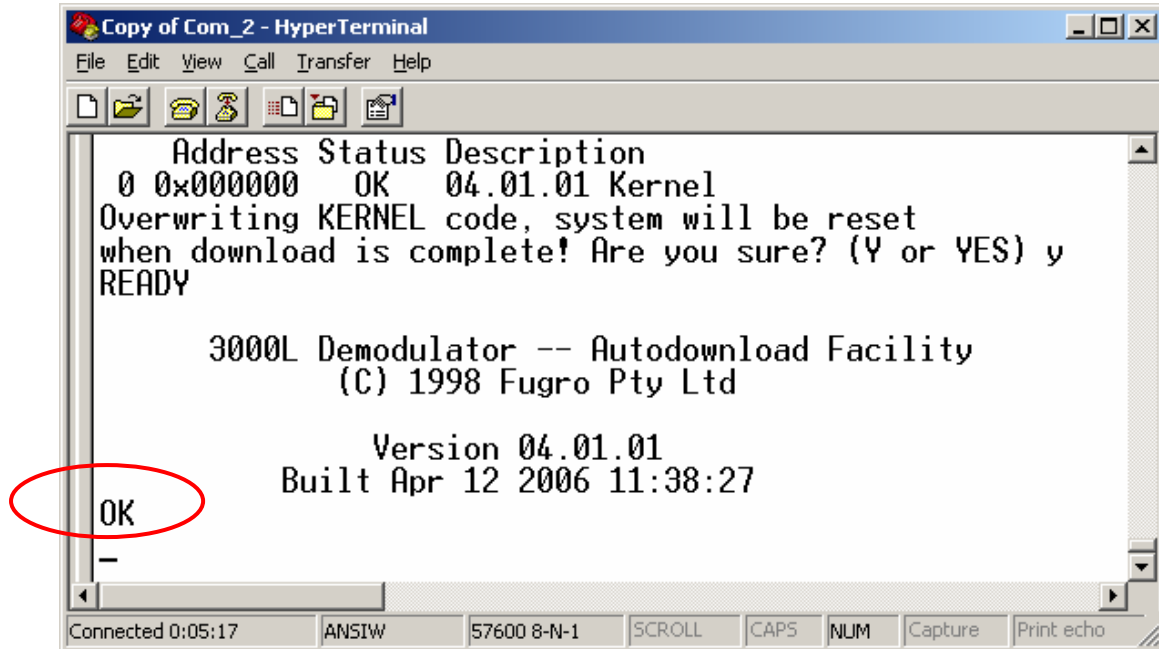 Copy of Com_2 - HyperTerminal
File Edit View Call Transfer Help
Address Status Description
0 0x000000 OK 04.01.01 Kernel
Overwriting KERNEL code, system will be reset
when download is complete! Are you sure? (Y or YES) y
READY
3000L Demodulator -- Autodownload Facility
(C) 1998 Fugro Pty Ltd
Version 04.01.01
Built Apr 12 2006 11:38:27
OK
_
Connected 0:05:17 ANSIW 57600 8-N-1 SCROLL CAPS NUM Capture Print echo